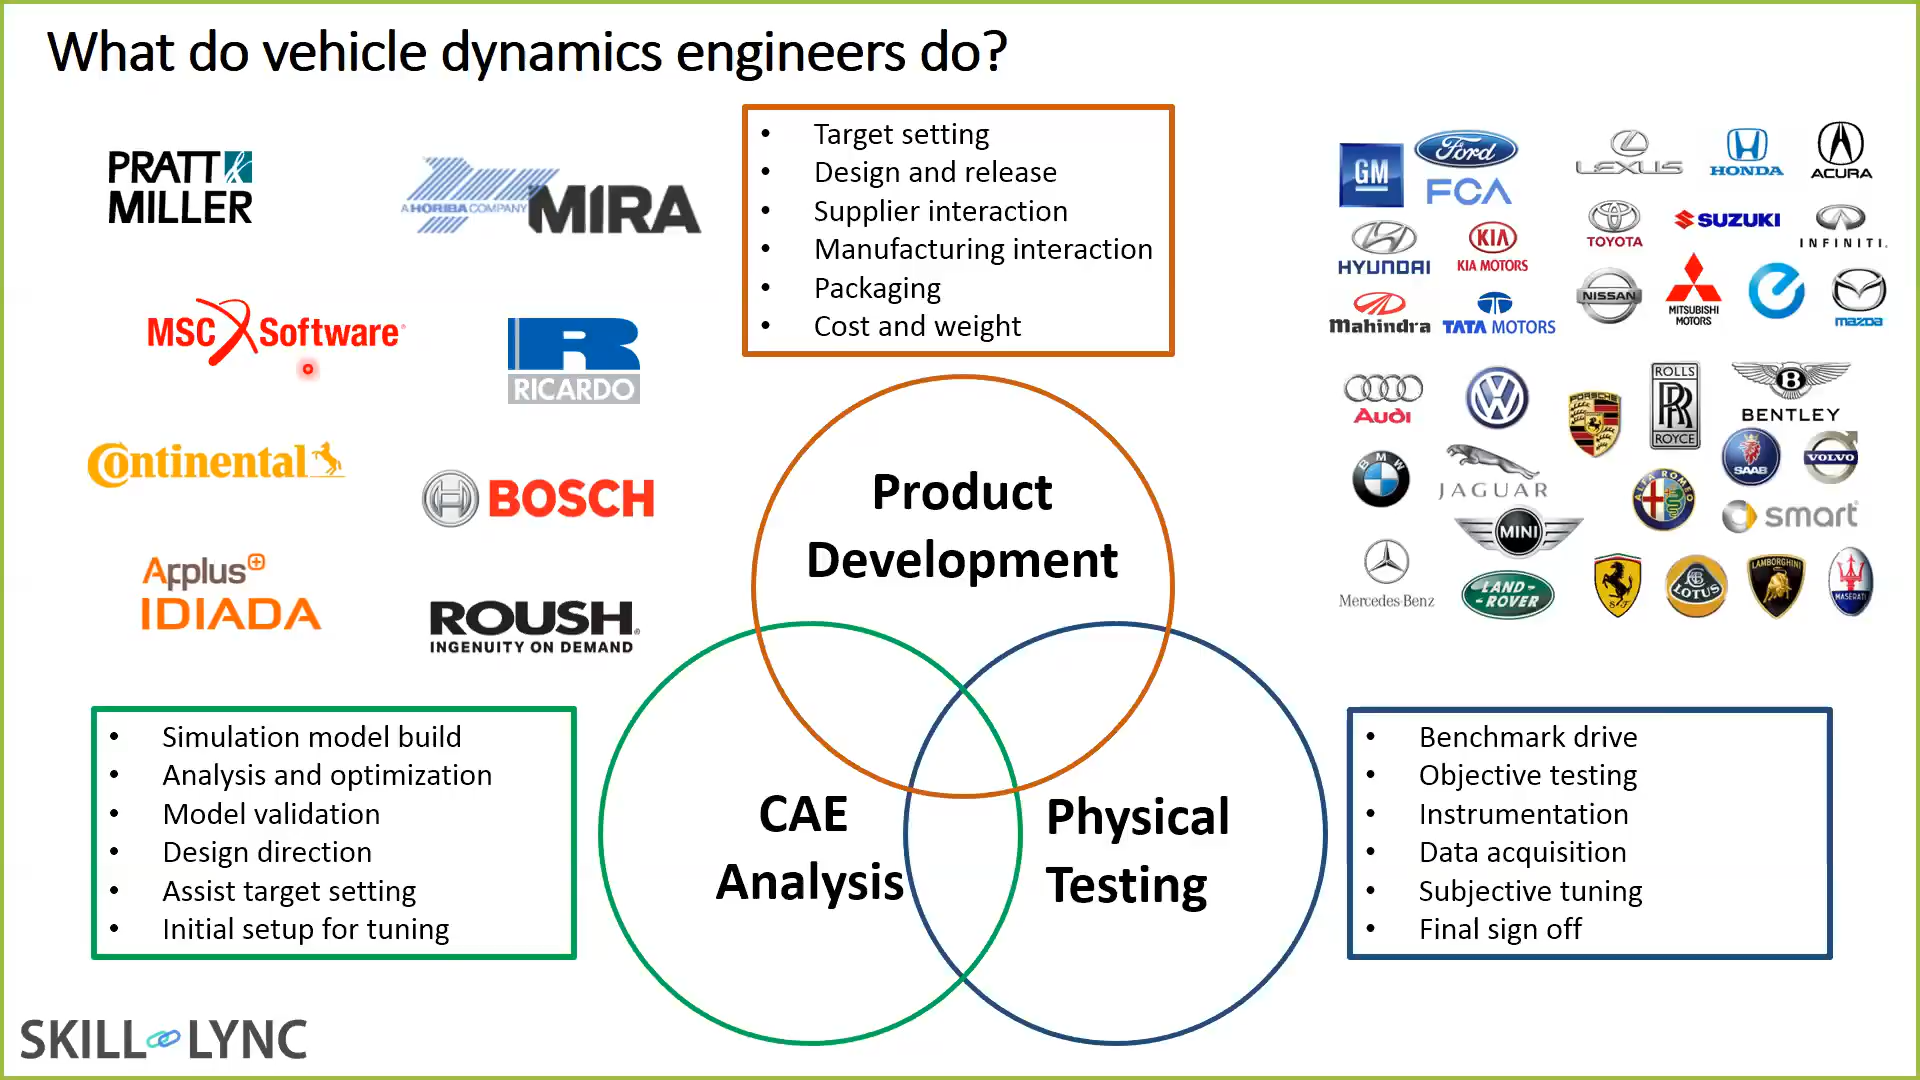 What do vehicle dynamics engineers do?
PRATT &
MILLER
A HORIBA COMPANY
MIRA
MSC Software
RICARDO
Continental
BOSCH
Applus+
IDIADA
ROUSH
INGENUITY ON DEMAND
• Target setting
• Design and release
• Supplier interaction
• Manufacturing interaction
• Packaging
• Cost and weight
GM
Ford
FCA
HYUNDAI
KIA
KIA MOTORS
Mahindra
TATA MOTORS
LEXUS
HONDA
ACURA
TOYOTA
SUZUKI
INFINITI
NISSAN
MITSUBISHI
MOTORS
mazda
Audi
PORSCHE
ROLLS
RR
ROYCE
B
BENTLEY
BMW
JAGUAR
SAAB
VOLVO
ALFA ROMEO
smart
MINI
Mercedes-Benz
LAND-
-ROVER
S F
LOTUS
LAMBORGHINI
MASERATI
Product
Development
CAE
Analysis
Physical
Testing
• Simulation model build
• Analysis and optimization
• Model validation
• Design direction
• Assist target setting
• Initial setup for tuning
• Benchmark drive
• Objective testing
• Instrumentation
• Data acquisition
• Subjective tuning
• Final sign off
SKILL LYNC